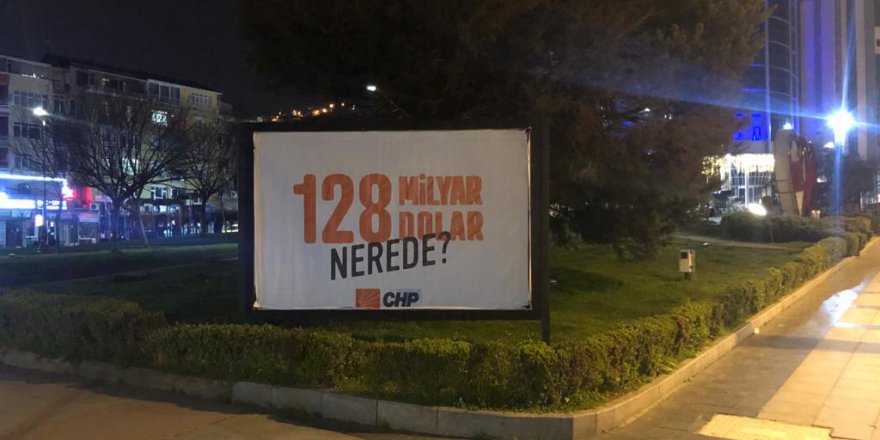 128 MİLYAR
DOLAR
NEREDE?
CHP